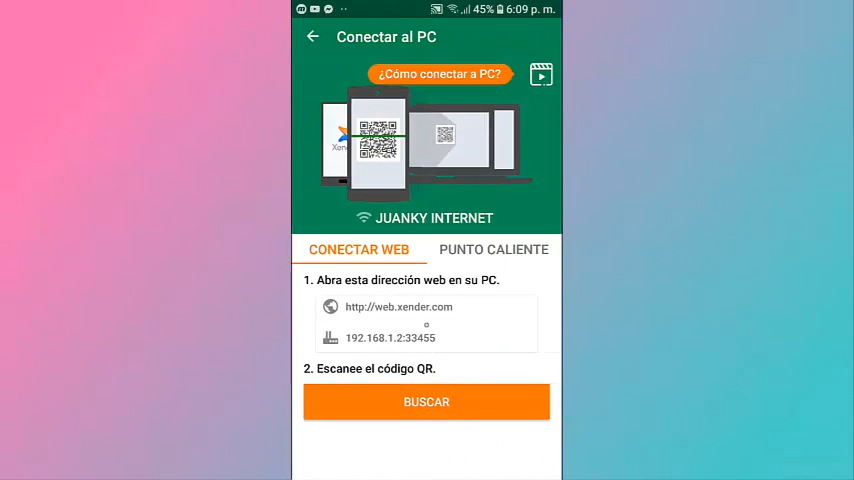 45% 6:09 p. m.
Conectar al PC
¿Cómo conectar a PC?
Xen
JUANKY INTERNET
CONECTAR WEB PUNTO CALIENTE
1. Abra esta dirección web en su PC.
http://web.xender.com
o
192.168.1.2:33455
2. Escanee el código QR.
BUSCAR